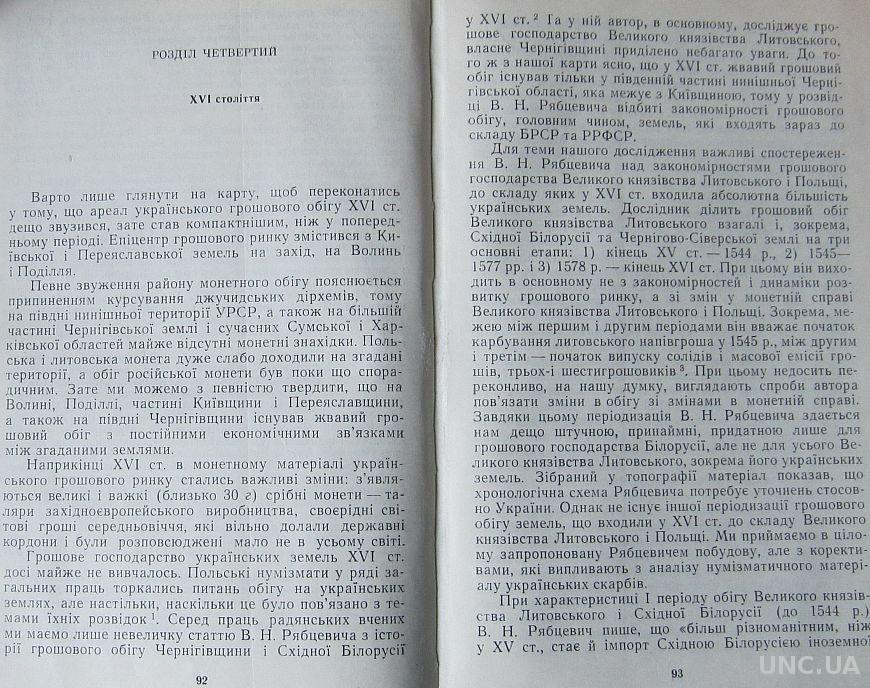 РОЗДІЛ ЧЕТВЕРТИЙ
XVI століття
Варто лише глянути на карту, щоб переконатись
у тому, що ареал українського грошового обігу XVI ст.
дещо звузився, зате став компактнішим, ніж у поперед-
ньому періоді. Епіцентр грошового ринку змістився з Ки-
ївської і Переяславської земель на захід, на Волинь
і Поділля.
Певне звуження району монетного обігу пояснюється
припиненням курсування джучидських дірхемів, тому
на півдні нинішньої території УРСР, а також на більшій
частині Чернігівської землі і сучасних Сумської і Хар-
ківської областей майже відсутні монетні знахідки. Поль-
ська і литовська монета дуже слабо доходили на згадані
території, а обіг російської монети був поки що спора-
дичним. Зате ми можемо з певністю твердити, що на
Волині, Поділлі, частині Київщини і Переяславщини,
а також на півдні Чернігівщини існував жвавий гро-
шовий обіг з постійними економічними зв'язками
між згаданими землями.
Наприкінці XVI ст. в монетному матеріалі україн-
ського грошового ринку стались важливі зміни: з'явля-
ються великі і важкі (близько 30 г) срібні монети — та-
ляри західноєвропейського виробництва, своєрідні сві-
тові гроші середньовіччя, які вільно долали державні
кордони і були розповсюджені мало не в усьому світі.
Грошове господарство українських земель XVI ст.
досі майже не вивчалось. Польські нумізмати у ряді за-
гальних праць торкались питань обігу на українських
землях, але настільки, наскільки це було пов'язано з те-
мами їхніх розвідок ¹. Серед праць радянських вчених
ми маємо лише невеличку статтю В. Н. Рябцевича з істо-
рії грошового обігу Чернігівщини і Східної Білорусії
92
у XVI ст. ² Та у ній автор, в основному, досліджує гро-
шове господарство Великого князівства Литовського,
власне Чернігівщині приділено небагато уваги. До то-
го ж з нашої карти ясно, що у XVI ст. жвавий грошовий
обіг існував тільки у південній частині нинішньої Черні-
гівської області, яка межує з Київщиною, тому у розвід-
ці В. Н. Рябцевича відбиті закономірності грошового
обігу, головним чином, земель, які входять зараз до
складу БРСР та РРФСР.
Для теми нашого дослідження важливі спостережен-
ня В. Н. Рябцевича над закономірностями грошового
господарства Великого князівства Литовського і Польщі,
до складу яких у XVI ст. входила абсолютна більшість
українських земель. Дослідник ділить грошовий обіг
Великого князівства Литовського взагалі і, зокрема,
Східної Білорусії та Чернігово-Сіверської землі на три
основні етапи: 1) кінець XV ст. — 1544 р., 2) 1545—
1577 рр. і 3) 1578 р. — кінець XVI ст. При цьому він вихо-
дить в основному не з закономірностей і динаміки роз-
витку грошового ринку, а зі змін у монетній справі
Великого князівства Литовського і Польщі. Зокрема, ме-
жею між першим і другим періодами він вважає початок
карбування литовського напівгроша у 1545 р., між другим
і третім — початок випуску солідів і масової емісії гро-
шів, трьох-і шестигрошовиків ³. При цьому недосить пе-
реконливо, на нашу думку, виглядають спроби автора
пов'язати зміни в обігу зі змінами в монетній справі.
Завдяки цьому періодизація В. Н. Рябцевича здається
нам дещо штучною, принаймні, придатною лише для
грошового господарства Білорусії, але не для усього Ве-
ликого князівства Литовського, зокрема його українських
земель. Зібраний у топографії матеріал показав, що
хронологічна схема Рябцевича потребує уточнень стосов-
но України. Однак не існує іншої періодизації грошового
обігу земель, що входили у XVI ст. до складу Великого
князівства Литовського і Польщі. Ми приймаємо в ціло-
му запропоновану Рябцевичем побудову, але з коректи-
вами, які випливають з аналізу нумізматичного матері-
алу українських скарбів.
При характеристиці I періоду обігу Великого князів-
ства Литовського і Східної Білорусії (до 1544 р.)
В. Н. Рябцевич пише, що «більш різноманітним, ніж
у XV ст., стає й імпорт Східною Білорусією іноземної
93
UNC.UA